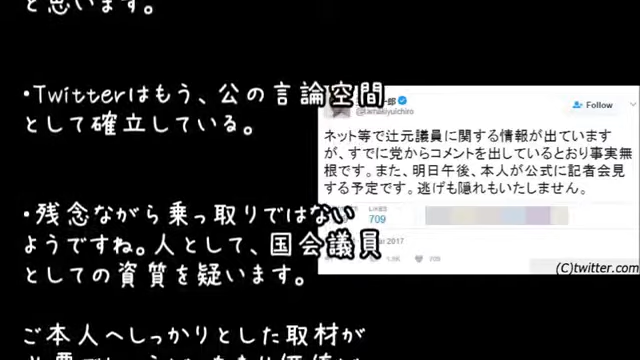 と思います。
・Twitterはもう、公の言論空間
として確立している。
・残念ながら乗っ取りではない
ようですね。人として、国会議員
としての資質を疑います。
ご本人へしっかりとした取材が
郎
Follow
ネット等で辻元議員に関する情報が出ています
が、すでに党からコメントを出しているとおり事実無
根です。また、明日午後、本人が公式に記者会見
する予定です。逃げも隠れもいたしません。
LIKES
709
2017
(C)twitter.com